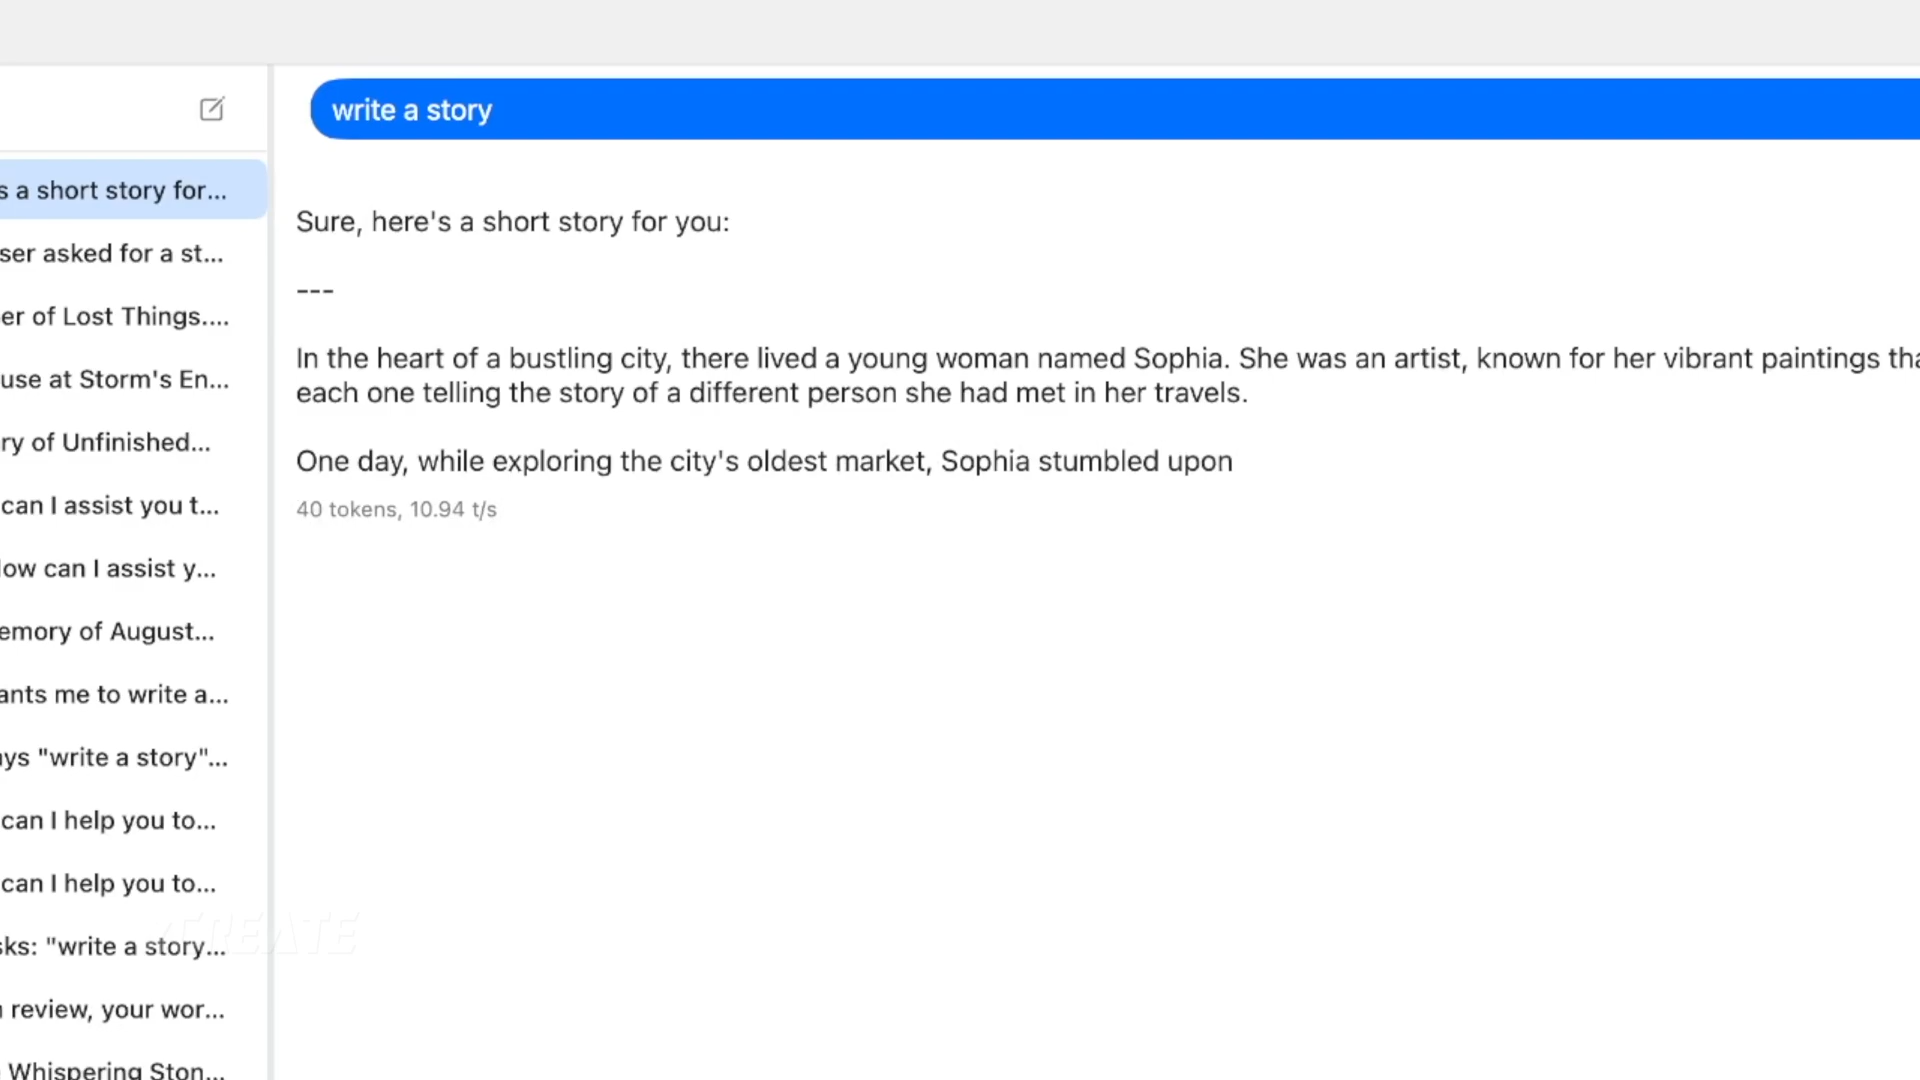 write a story
s a short story for...
ser asked for a st...
er of Lost Things....
use at Storm's En...
ry of Unfinished...
can I assist you t...
ow can I assist y...
emory of August...
ants me to write a...
ys "write a story"...
can I help you to...
can I help you to...
sks: "write a story...
review, your wor...
Whispering Ston...
Sure, here's a short story for you:
---
In the heart of a bustling city, there lived a young woman named Sophia. She was an artist, known for her vibrant paintings tha
each one telling the story of a different person she had met in her travels.
One day, while exploring the city's oldest market, Sophia stumbled upon
40 tokens, 10.94 t/s